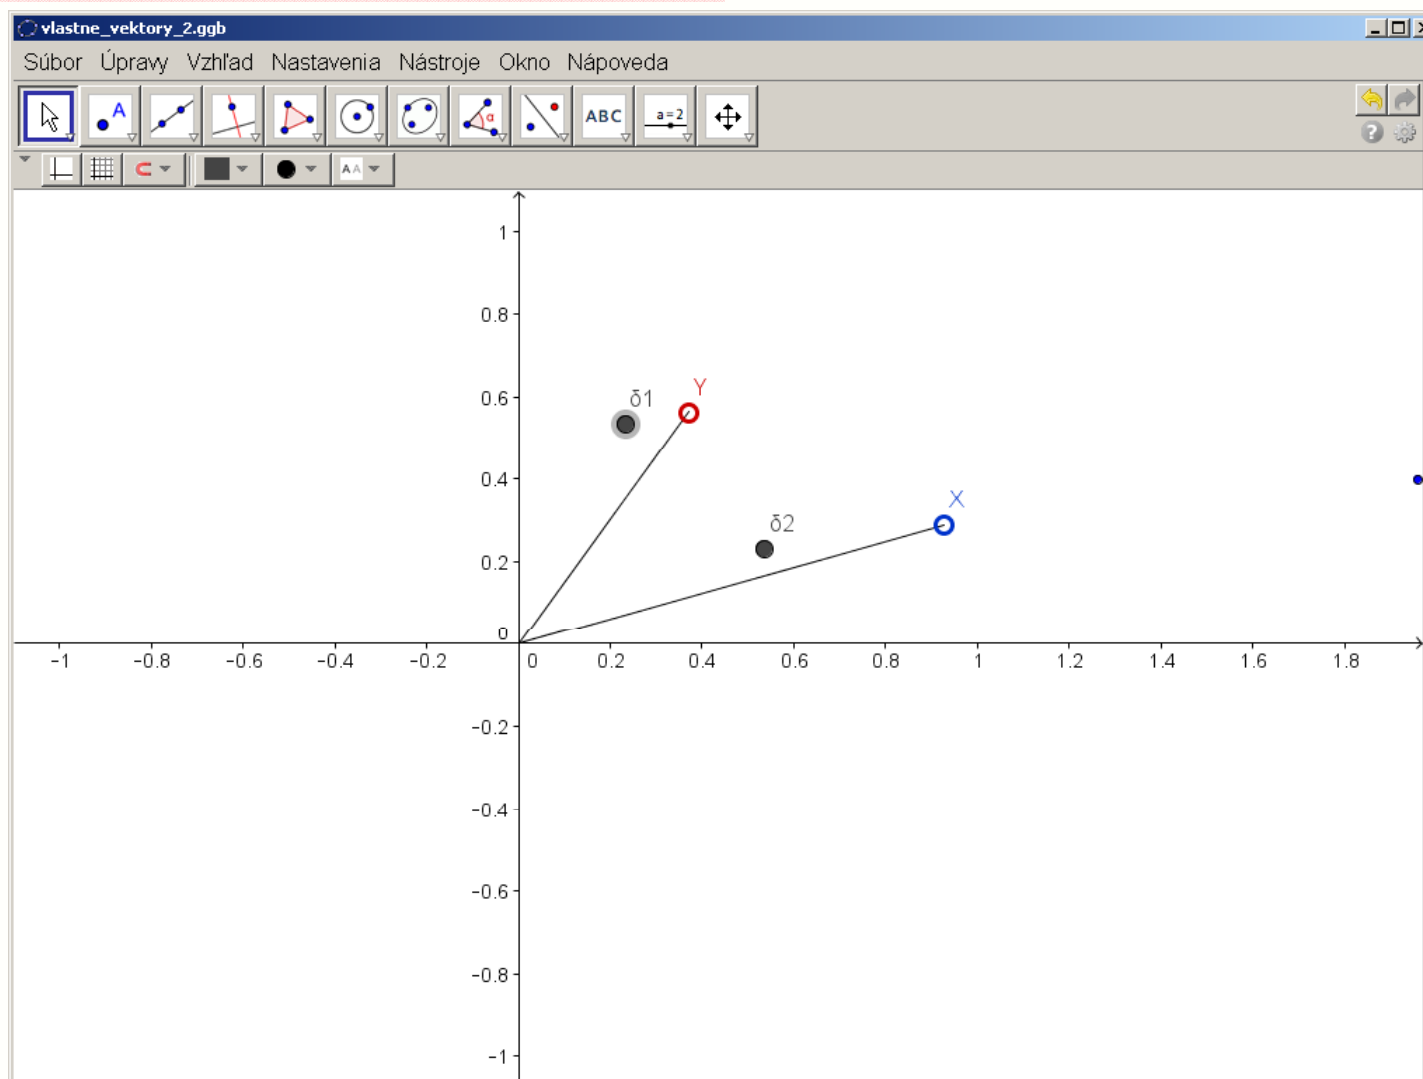 vlastne_vektory_2.ggb
Súbor Úpravy Vzhľad Nastavenia Nástroje Okno Nápoveda
A α ABC a=2
AA
1
0.8
0.6
0.4
0.2
0
-1 -0.8 -0.6 -0.4 -0.2 0 0.2 0.4 0.6 0.8 1 1.2 1.4 1.6 1.8
-0.2
-0.4
-0.6
-0.8
-1
Y
δ1
X
δ2